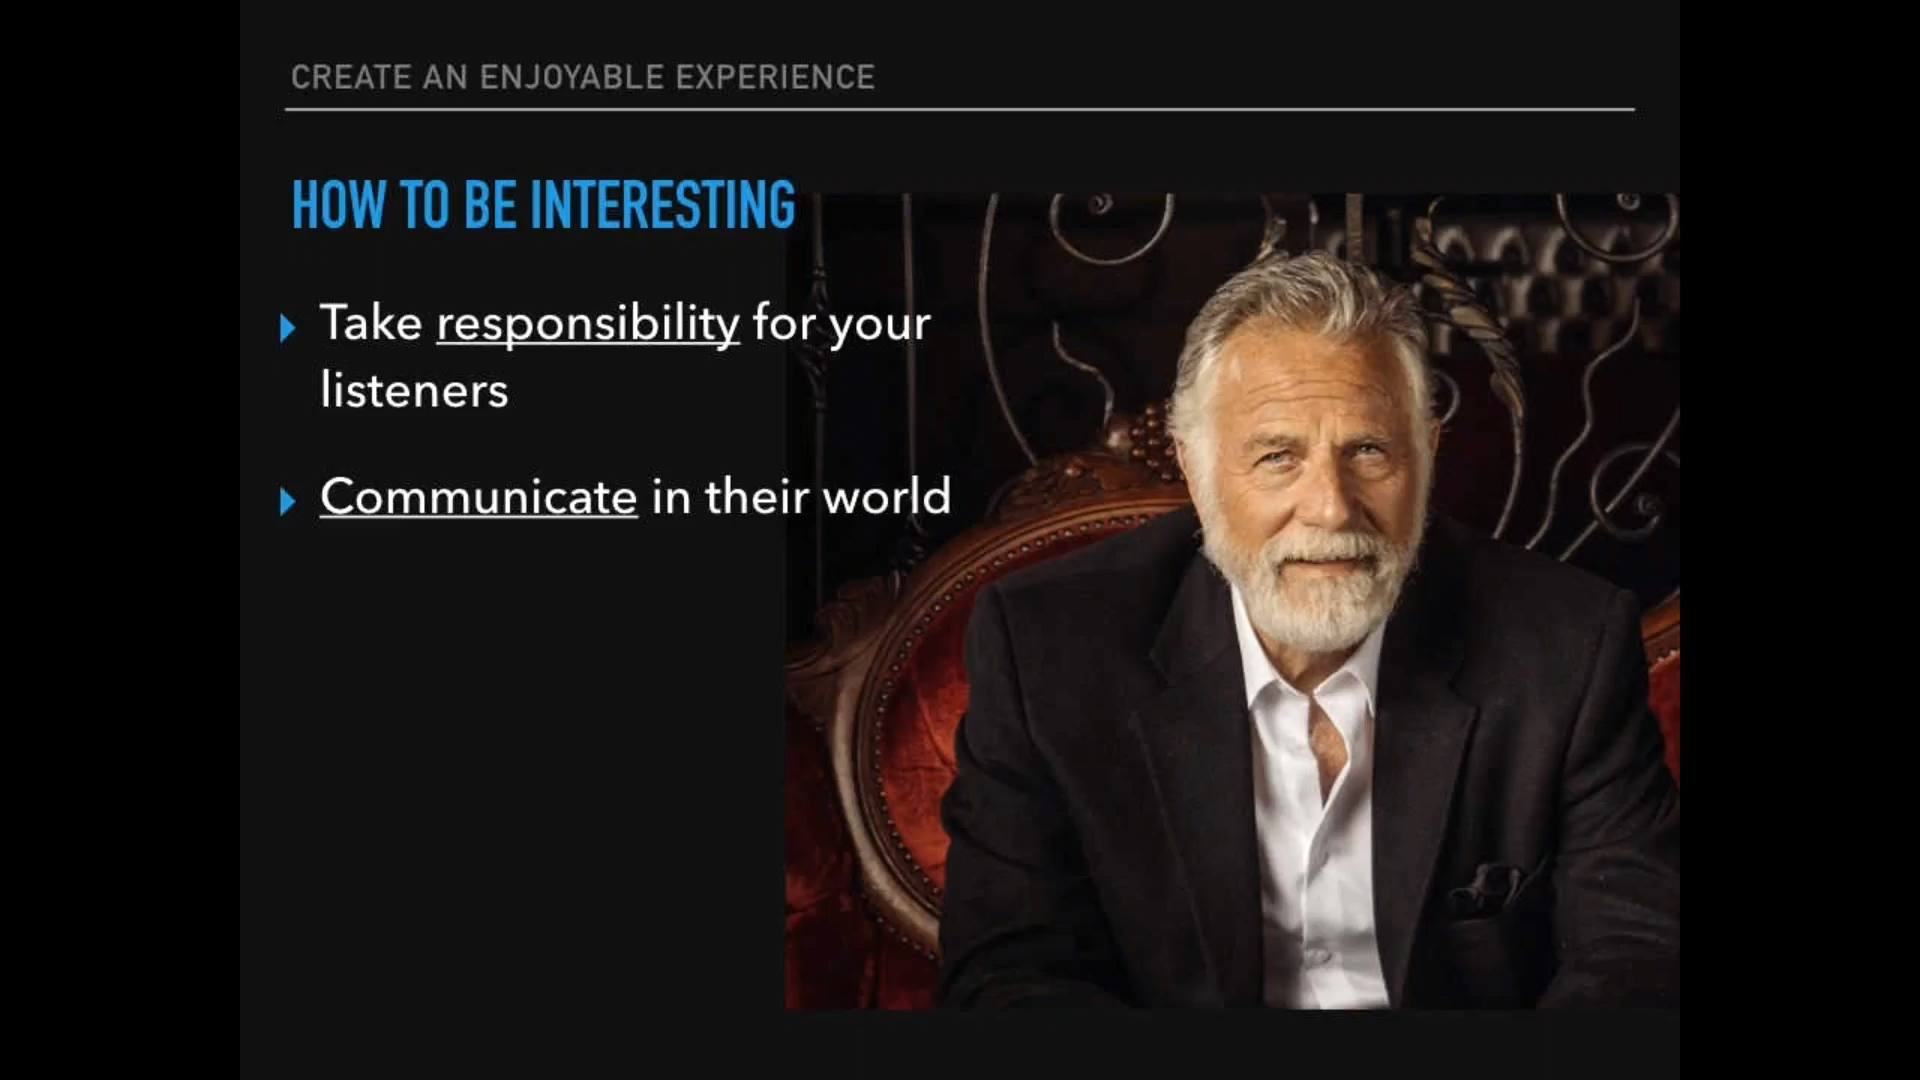 CREATE AN ENJOYABLE EXPERIENCE
HOW TO BE INTERESTING
Take responsibility for your
listeners
Communicate in their world